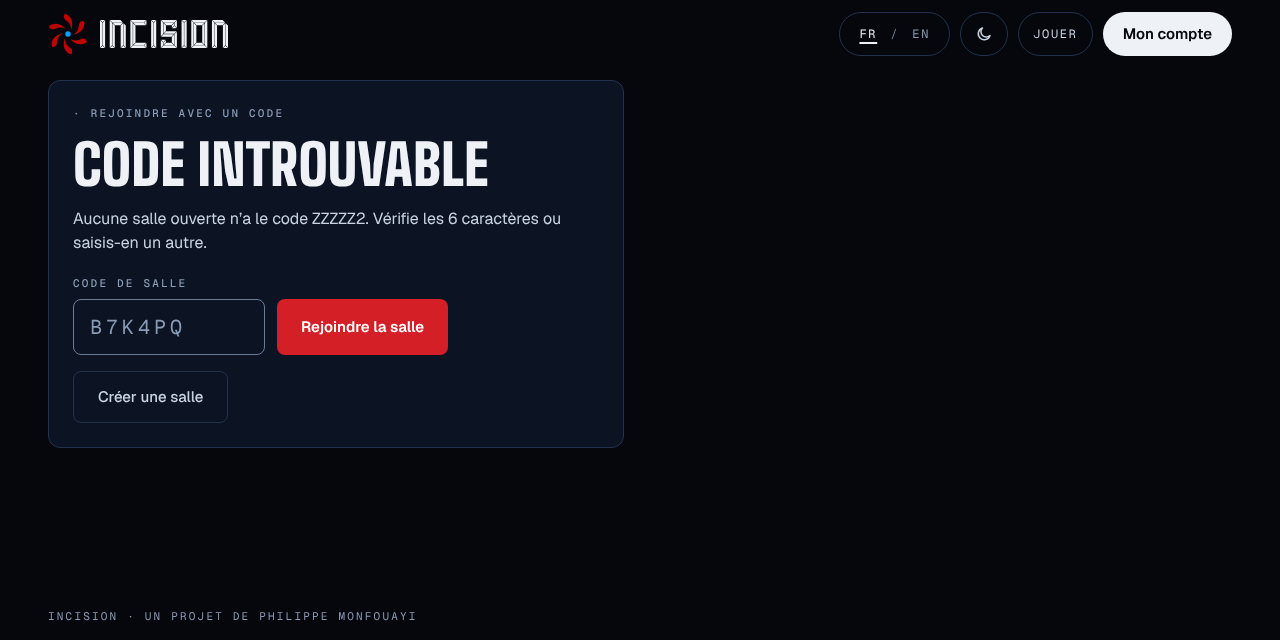 INCISION
FR / EN
JOUER
Mon compte
· REJOINDRE AVEC UN CODE
CODE INTROUVABLE
Aucune salle ouverte n'a le code ZZZZZ2. Vérifie les 6 caractères ou
saisis-en un autre.
CODE DE SALLE
B7K4PQ
Rejoindre la salle
Créer une salle
INCISION · UN PROJET DE PHILIPPE MONFOUAYI